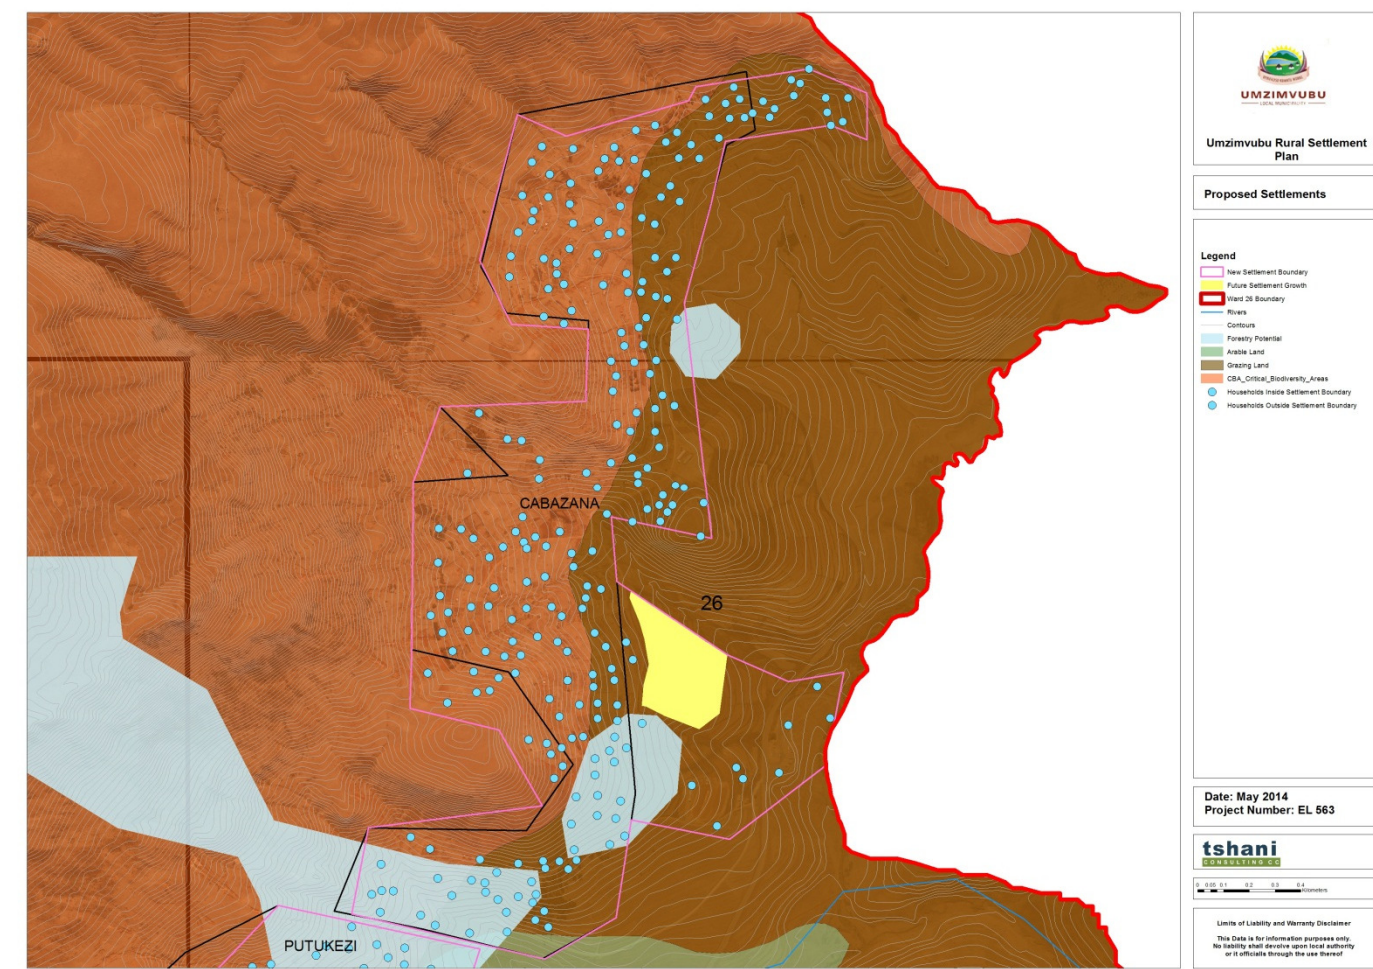 CABAZANA
26
PUTUKEZI
UMZIMVUBU
LOCAL MUNICIPALITY
Umzimvubu Rural Settlement
Plan
Proposed Settlements
Legend
New Settlement Boundary
Future Settlement Growth
Ward 26 Boundary
Rivers
Contours
Forestry Potential
Arable Land
Grazing Land
CBA_Critical_Biodiversity_Areas
Households Inside Settlement Boundary
Households Outside Settlement Boundary
Date: May 2014
Project Number: EL 563
tshani
CONSULTING CC
0 0.05 0.1 0.2 0.3 0.4
Kilometers
Limits of Liability and Warranty Disclaimer
This Data is for information purposes only.
No liability shall devolve upon local authority
or it officials through the use thereof